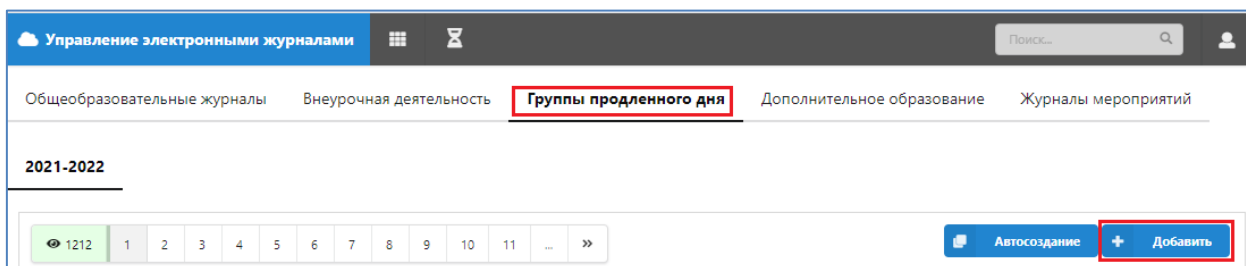 Управление электронными журналами Поиск...
Общеобразовательные журналы Внеурочная деятельность Группы продленного дня Дополнительное образование Журналы мероприятий
2021-2022
1212 1 2 3 4 5 6 7 8 9 10 11 ... » Автосоздание + Добавить